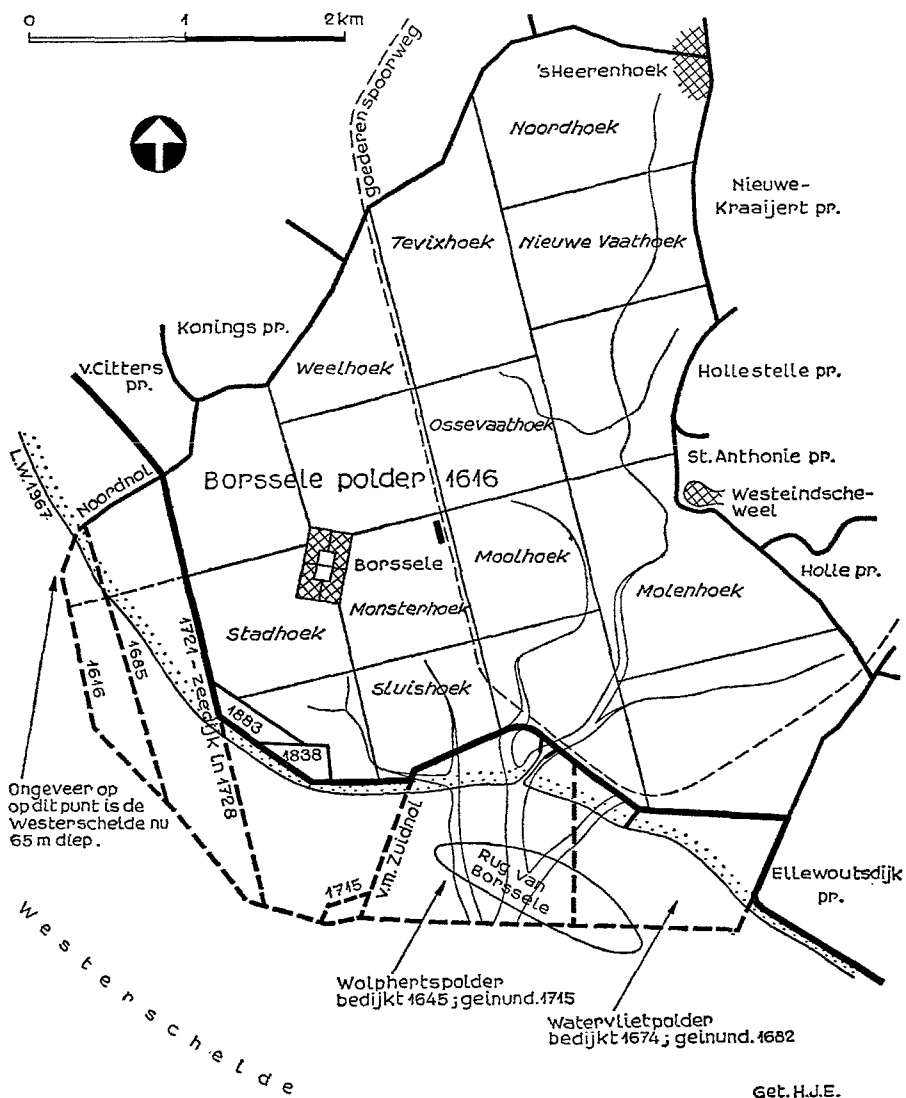 0 1 2 km
goederenspoorweg
'sHeerenhoek
Noordhoek
Nieuwe-
Kraaijert pr.
Tevixhoek
Nieuwe Vaathoek
Konings pr.
v.Citters
pr.
Weelhoek
Hollestelle pr.
Ossevaathoek
L.W.1967
Noordnol
Borssele polder 1616
St. Anthonie pr.
Westeindsche-
weel
Borssele
Moolhoek
Holle pr.
Monsterhoek
Molenhoek
Stadhoek
1616
1685
1721 - zeedijk in 1728
Sluishoek
1883
1838
Ongeveer op
op dit punt is de
Westerschelde nu
65 m diep.
v.m. Zuidnol
1715
Rug van
Borssele
Ellewoutsdijk
pr.
Westerschelde
Wolphertspolder
bedijkt 1645; geinund. 1715
Watervlietpolder
bedijkt 1674; geinund. 1682
Get. H.J.E.